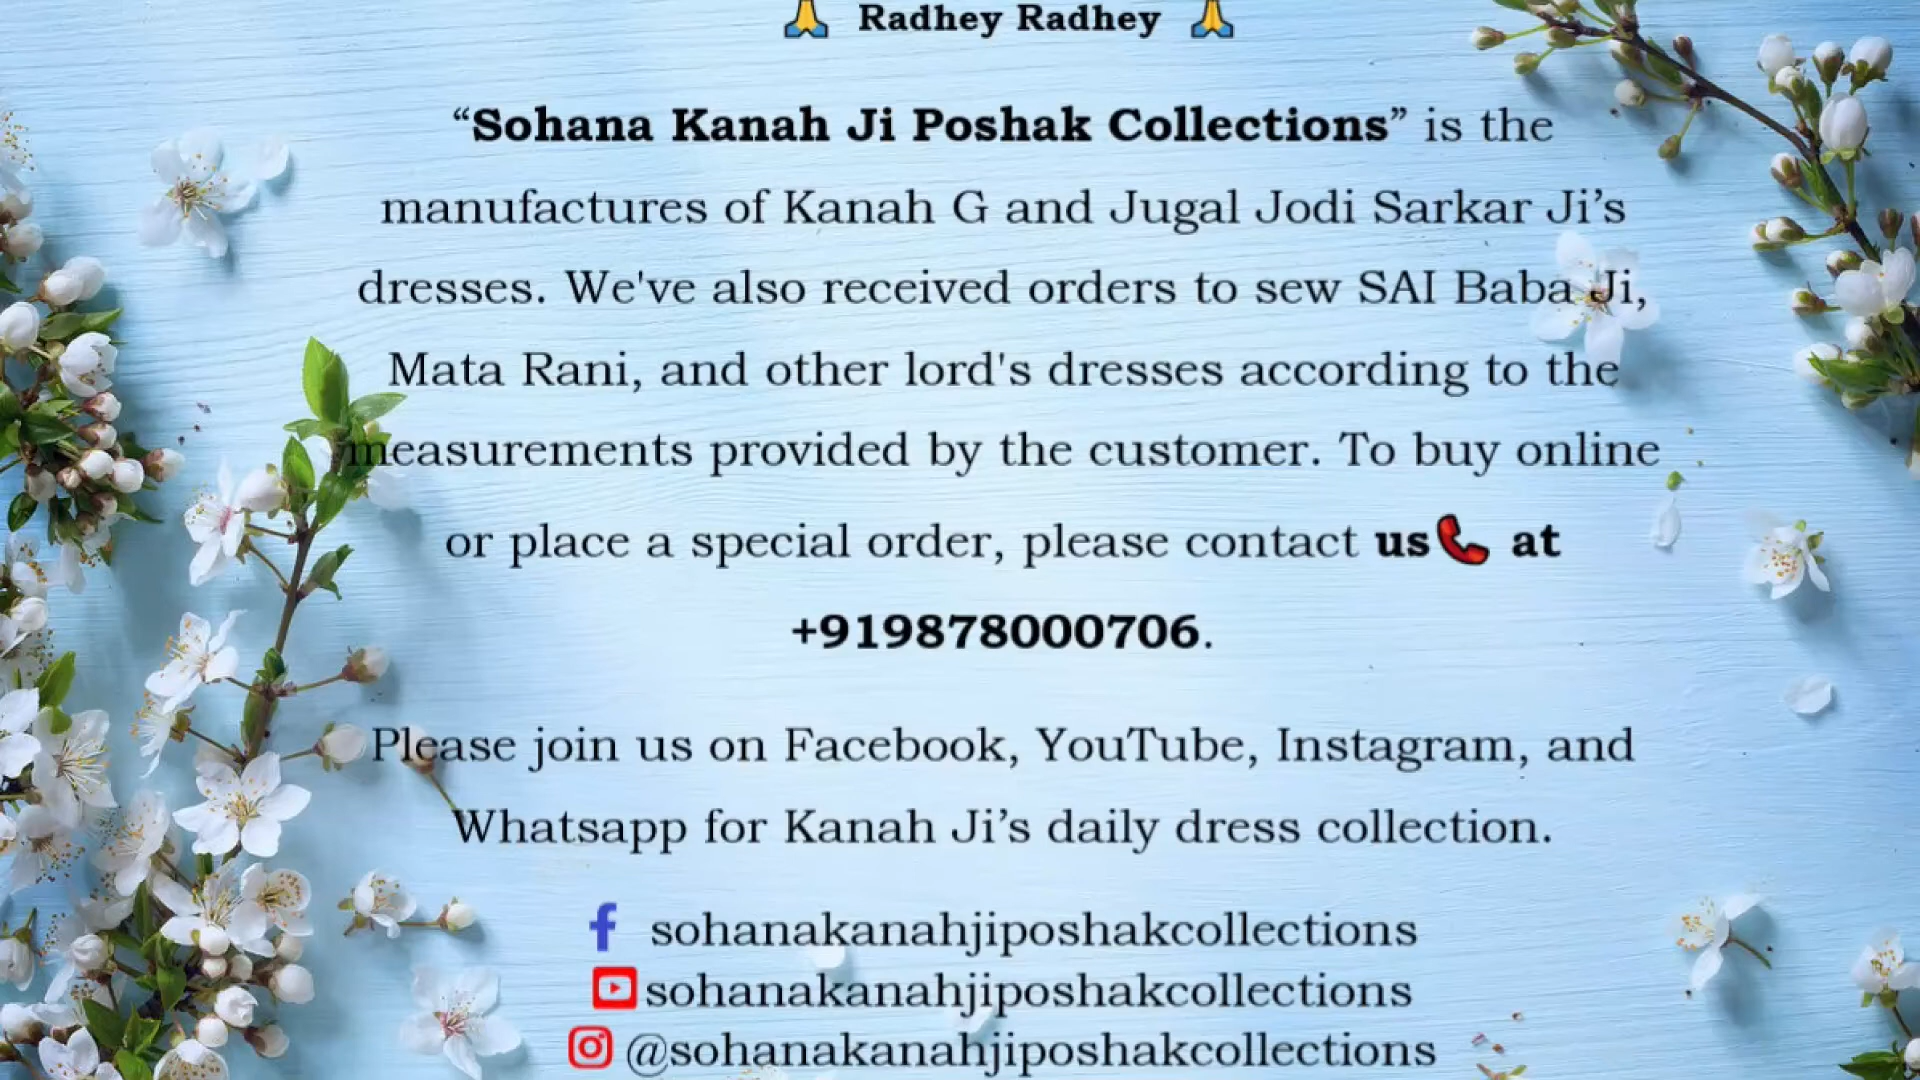 🙏 Radhey Radhey 🙏
“Sohana Kanah Ji Poshak Collections” is the
manufactures of Kanah G and Jugal Jodi Sarkar Ji’s
dresses. We've also received orders to sew SAI Baba Ji,
Mata Rani, and other lord's dresses according to the
measurements provided by the customer. To buy online
or place a special order, please contact us📞 at
+919878000706.
Please join us on Facebook, YouTube, Instagram, and
Whatsapp for Kanah Ji’s daily dress collection.
sohanakanahjiposhakcollections
sohanakanahjiposhakcollections
@sohanakanahjiposhakcollections